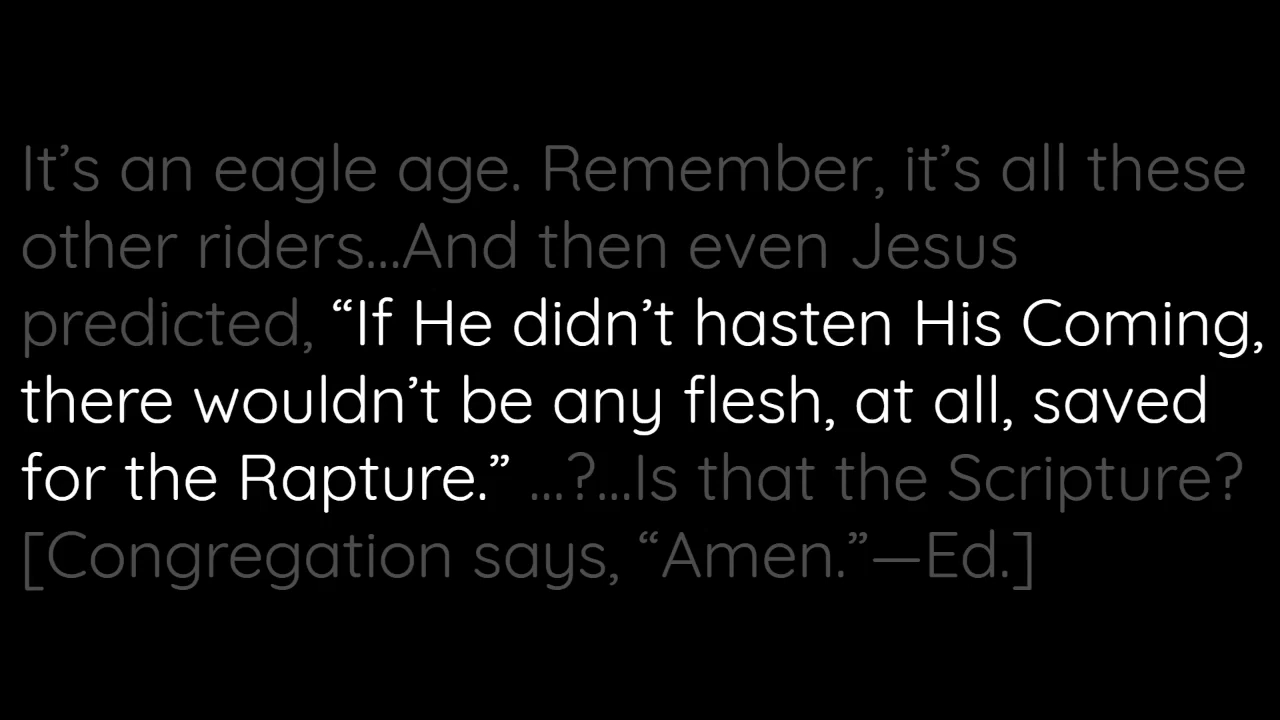 It’s an eagle age. Remember, it’s all these
other riders...And then even Jesus
predicted, “If He didn’t hasten His Coming,
there wouldn’t be any flesh, at all, saved
for the Rapture.” ...?...Is that the Scripture?
[Congregation says, “Amen.”—Ed.]